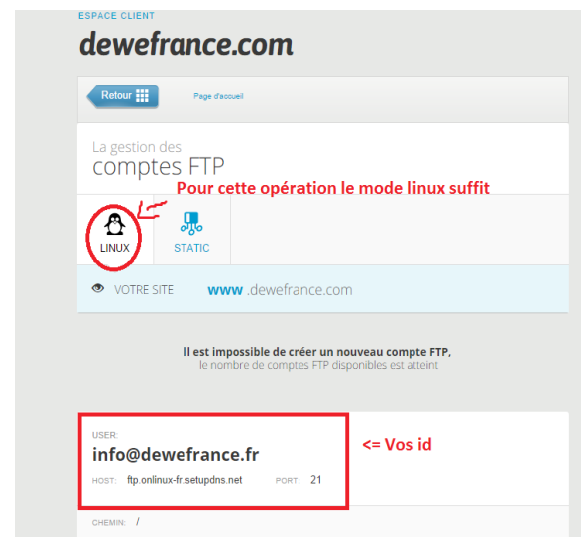 ESPACE CLIENT
dewefrance.com
Retour
Page d'accueil
La gestion des
comptes FTP
Pour cette opération le mode linux suffit
LINUX
STATIC
VOTRE SITE www .dewefrance.com
Il est impossible de créer un nouveau compte FTP,
le nombre de comptes FTP disponibles est atteint
USER:
info@dewefrance.fr
<= Vos id
HOST: ftp.onlinux-fr.setupdns.net PORT 21
CHEMIN: /